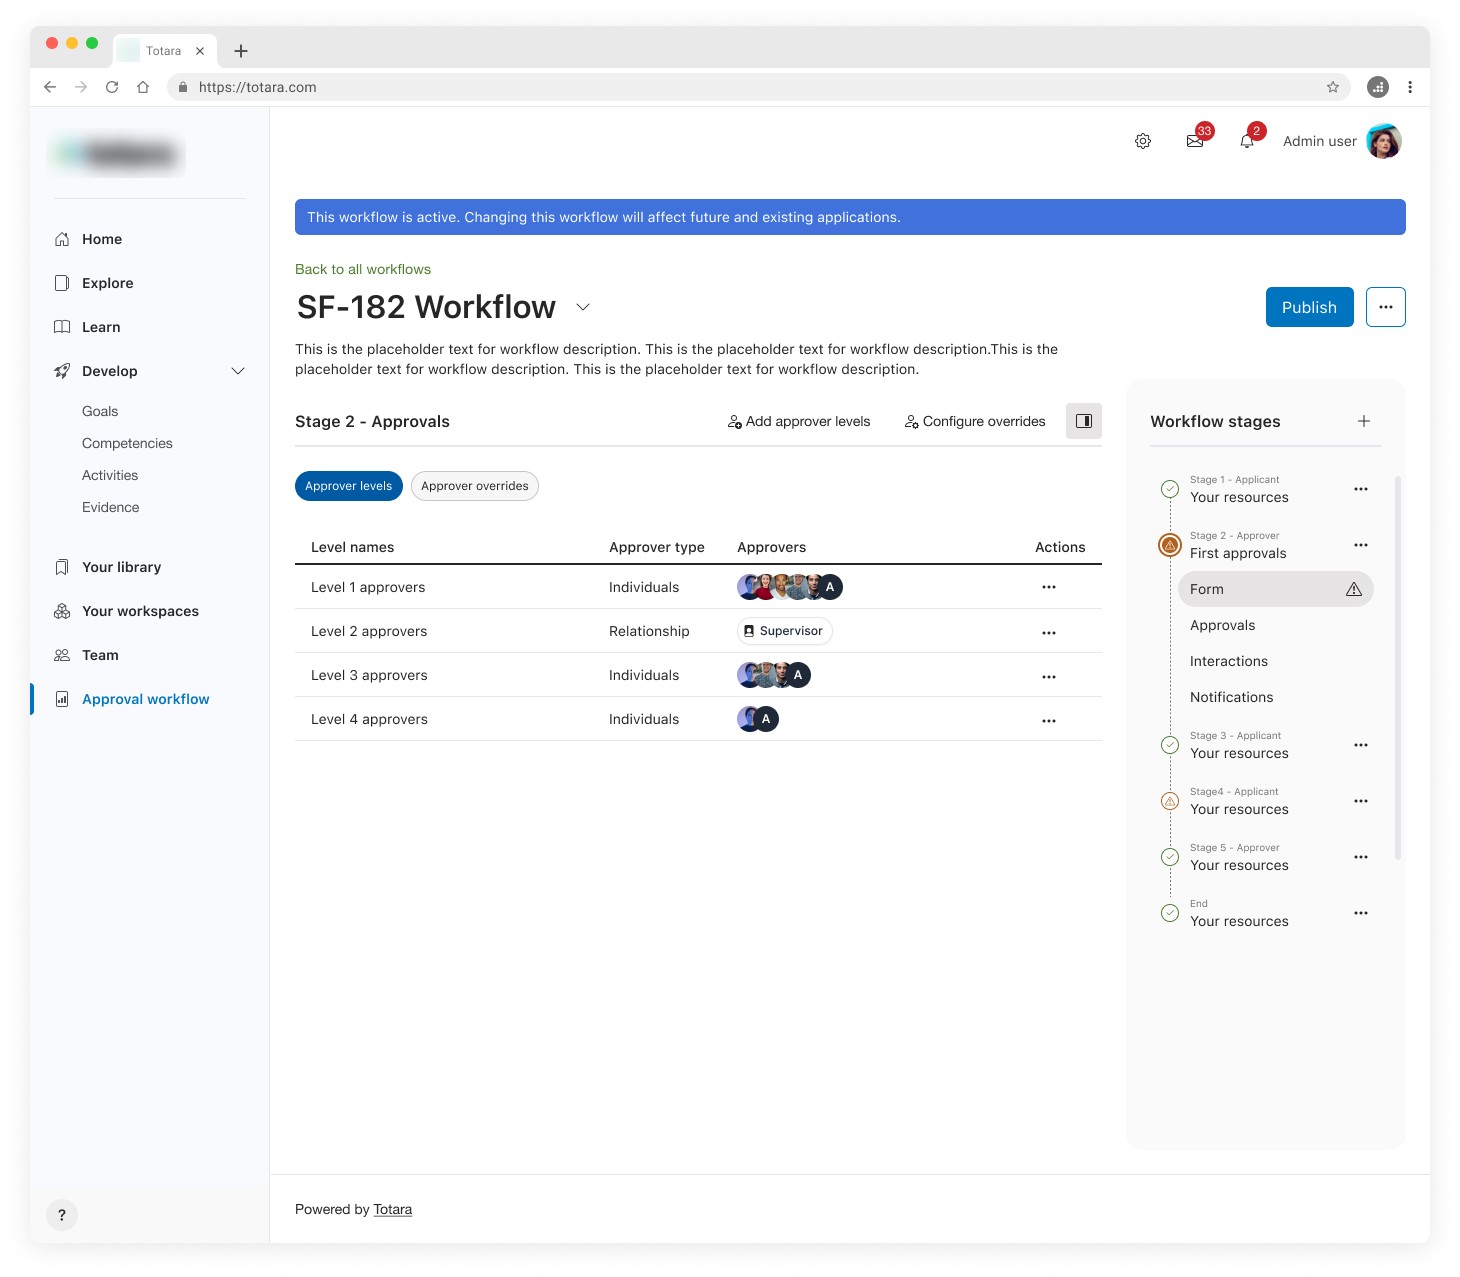 Totara
https://totara.com
totara
33
2
Admin user
Home
Explore
Learn
Develop
Goals
Competencies
Activities
Evidence
Your library
Your workspaces
Team
Approval workflow
?
This workflow is active. Changing this workflow will affect future and existing applications.
Back to all workflows
SF-182 Workflow
Publish
This is the placeholder text for workflow description. This is the placeholder text for workflow description.This is the
placeholder text for workflow description. This is the placeholder text for workflow description.
Stage 2 - Approvals
Add approver levels
Configure overrides
Approver levels
Approver overrides
Level names Approver type Approvers Actions
Level 1 approvers Individuals A
Level 2 approvers Relationship Supervisor
Level 3 approvers Individuals A
Level 4 approvers Individuals A
Workflow stages
Stage 1 - Applicant
Your resources
Stage 2 - Approver
First approvals
Form
Approvals
Interactions
Notifications
Stage 3 - Applicant
Your resources
Stage4 - Applicant
Your resources
Stage 5 - Approver
Your resources
End
Your resources
Powered by Totara